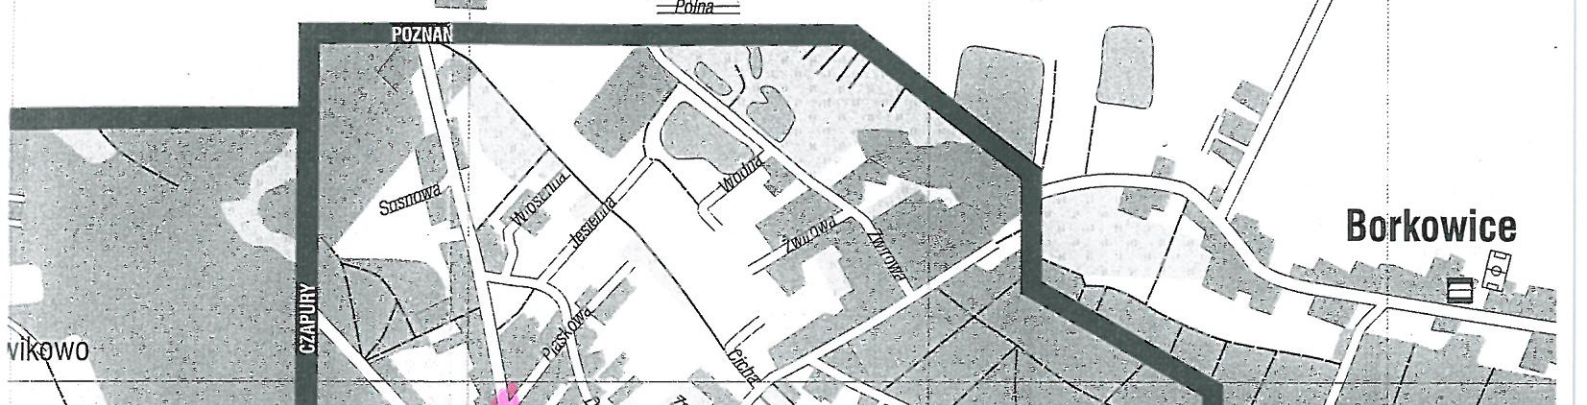 Polna
POZNAŃ
Sosnowa
Wiosenna
Jesienna
Wodna
Żwirowa
Żwirowa
Borkowice
CZAPURY
wikowo
Piaskowa
Cicha